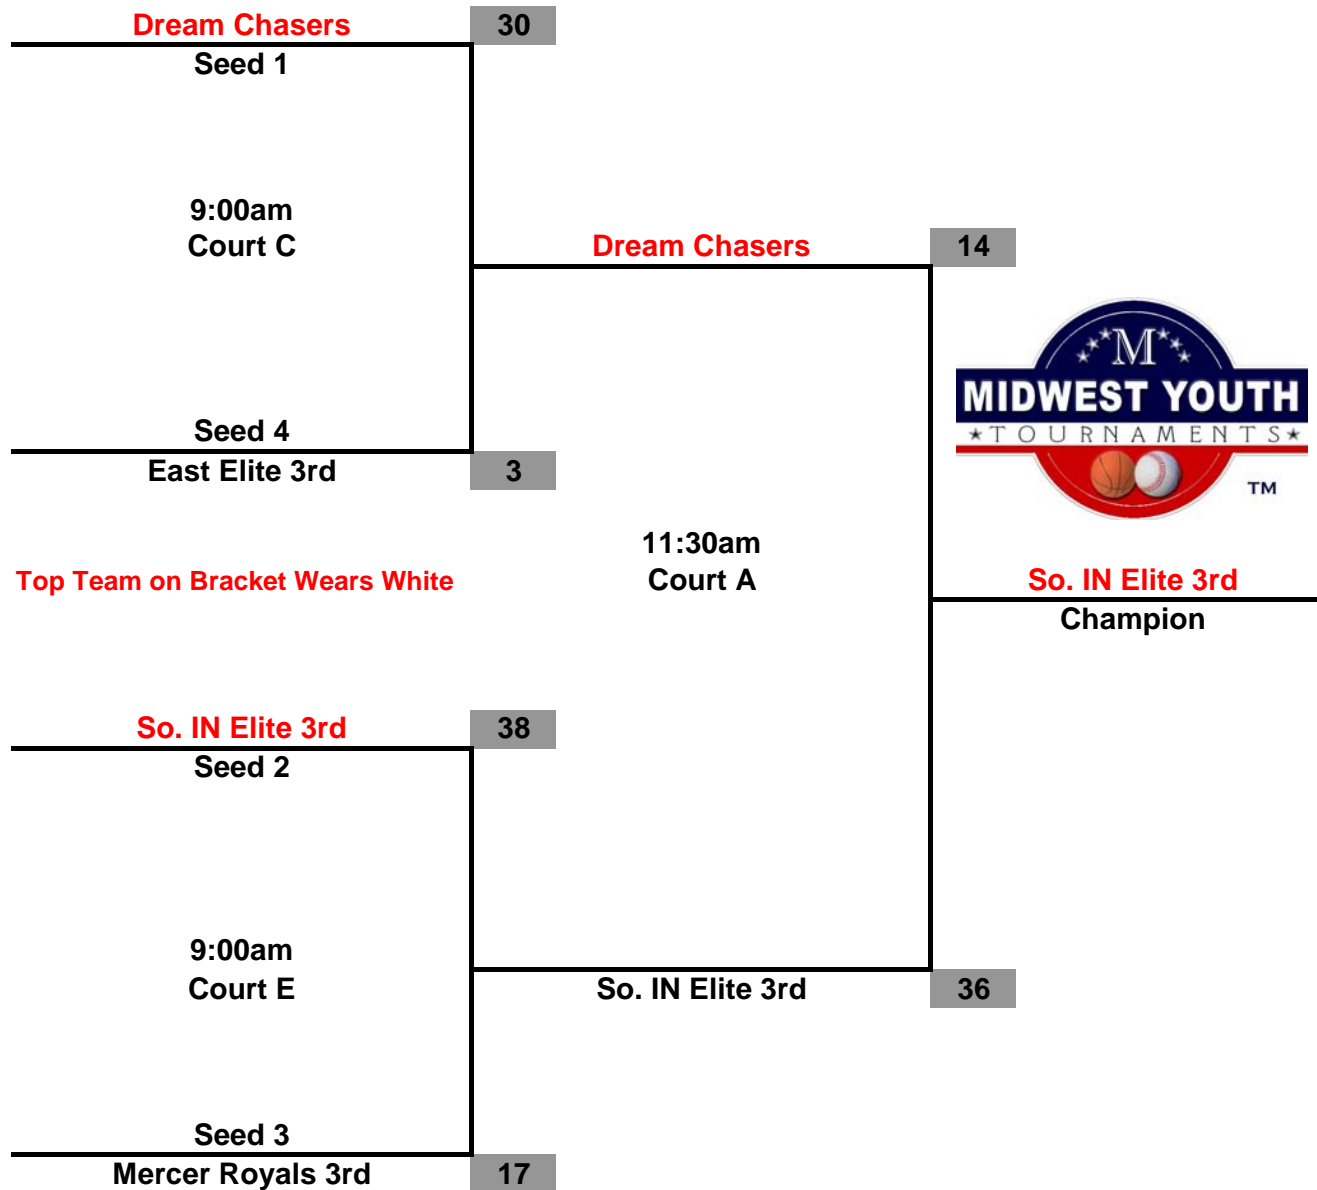 Dream Chasers 30
Seed 1
9:00am
Court C
Dream Chasers 14
M
MIDWEST YOUTH
TOURNAMENTS
TM
Seed 4
East Elite 3rd 3
11:30am
Top Team on Bracket Wears White
Court A
So. IN Elite 3rd
Champion
So. IN Elite 3rd 38
Seed 2
9:00am
Court E
So. IN Elite 3rd 36
Seed 3
Mercer Royals 3rd 17